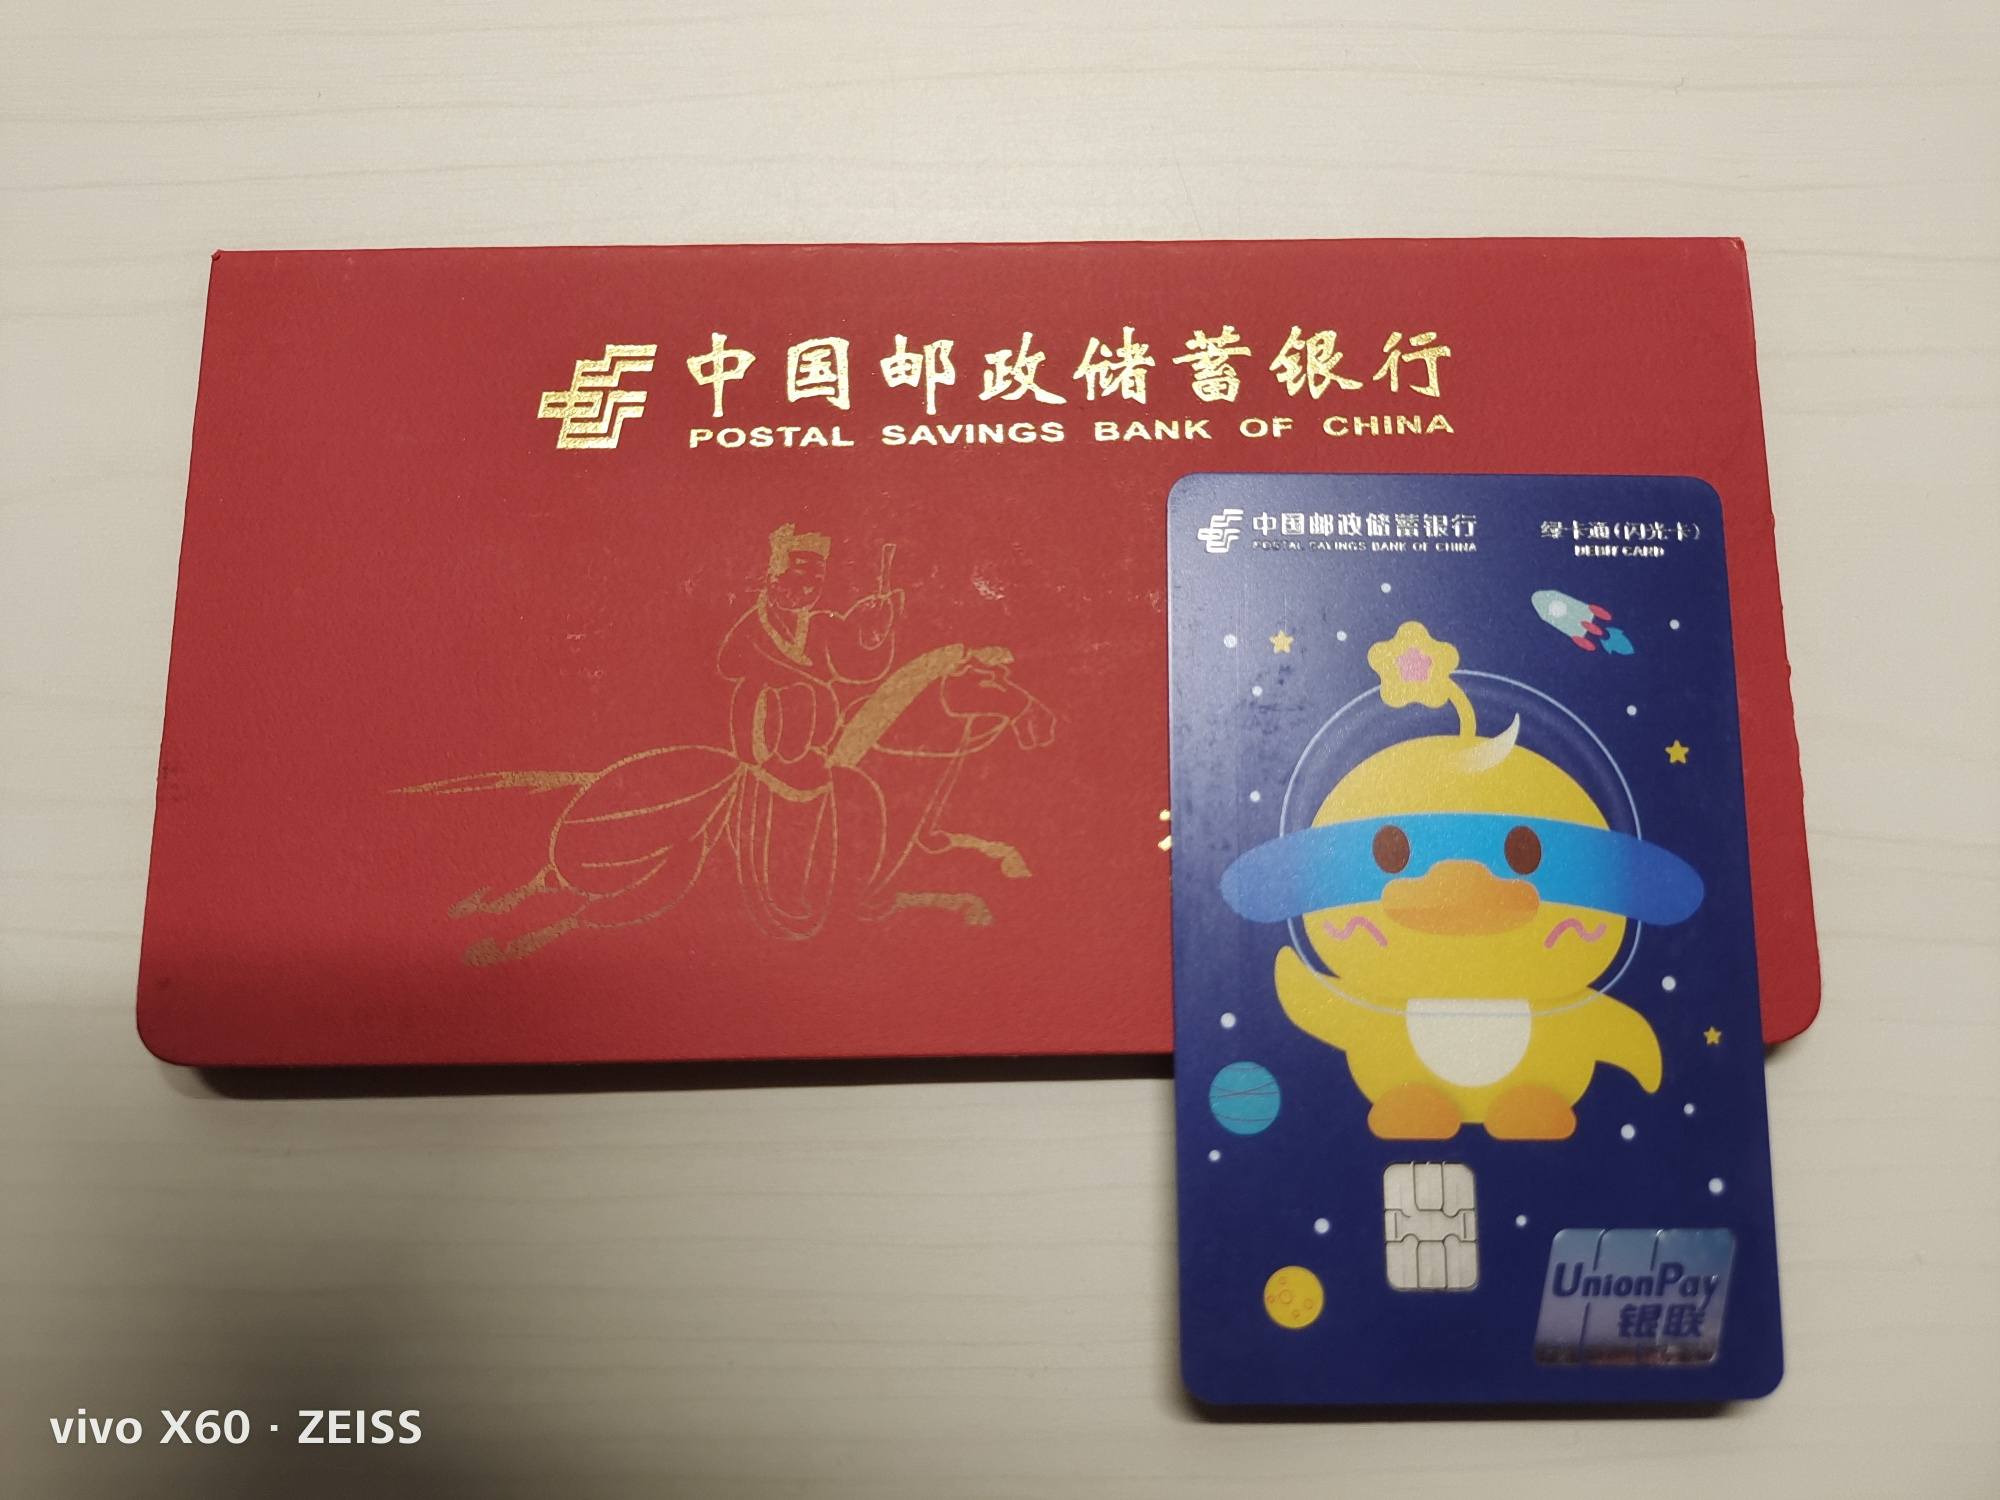 中国邮政储蓄银行
POSTAL SAVINGS BANK OF CHINA
中国邮政储蓄银行
POSTAL SAVINGS BANK OF CHINA
绿卡通(闪光卡)
DEBIT CARD
UnionPay
银联
vivo X60 · ZEISS